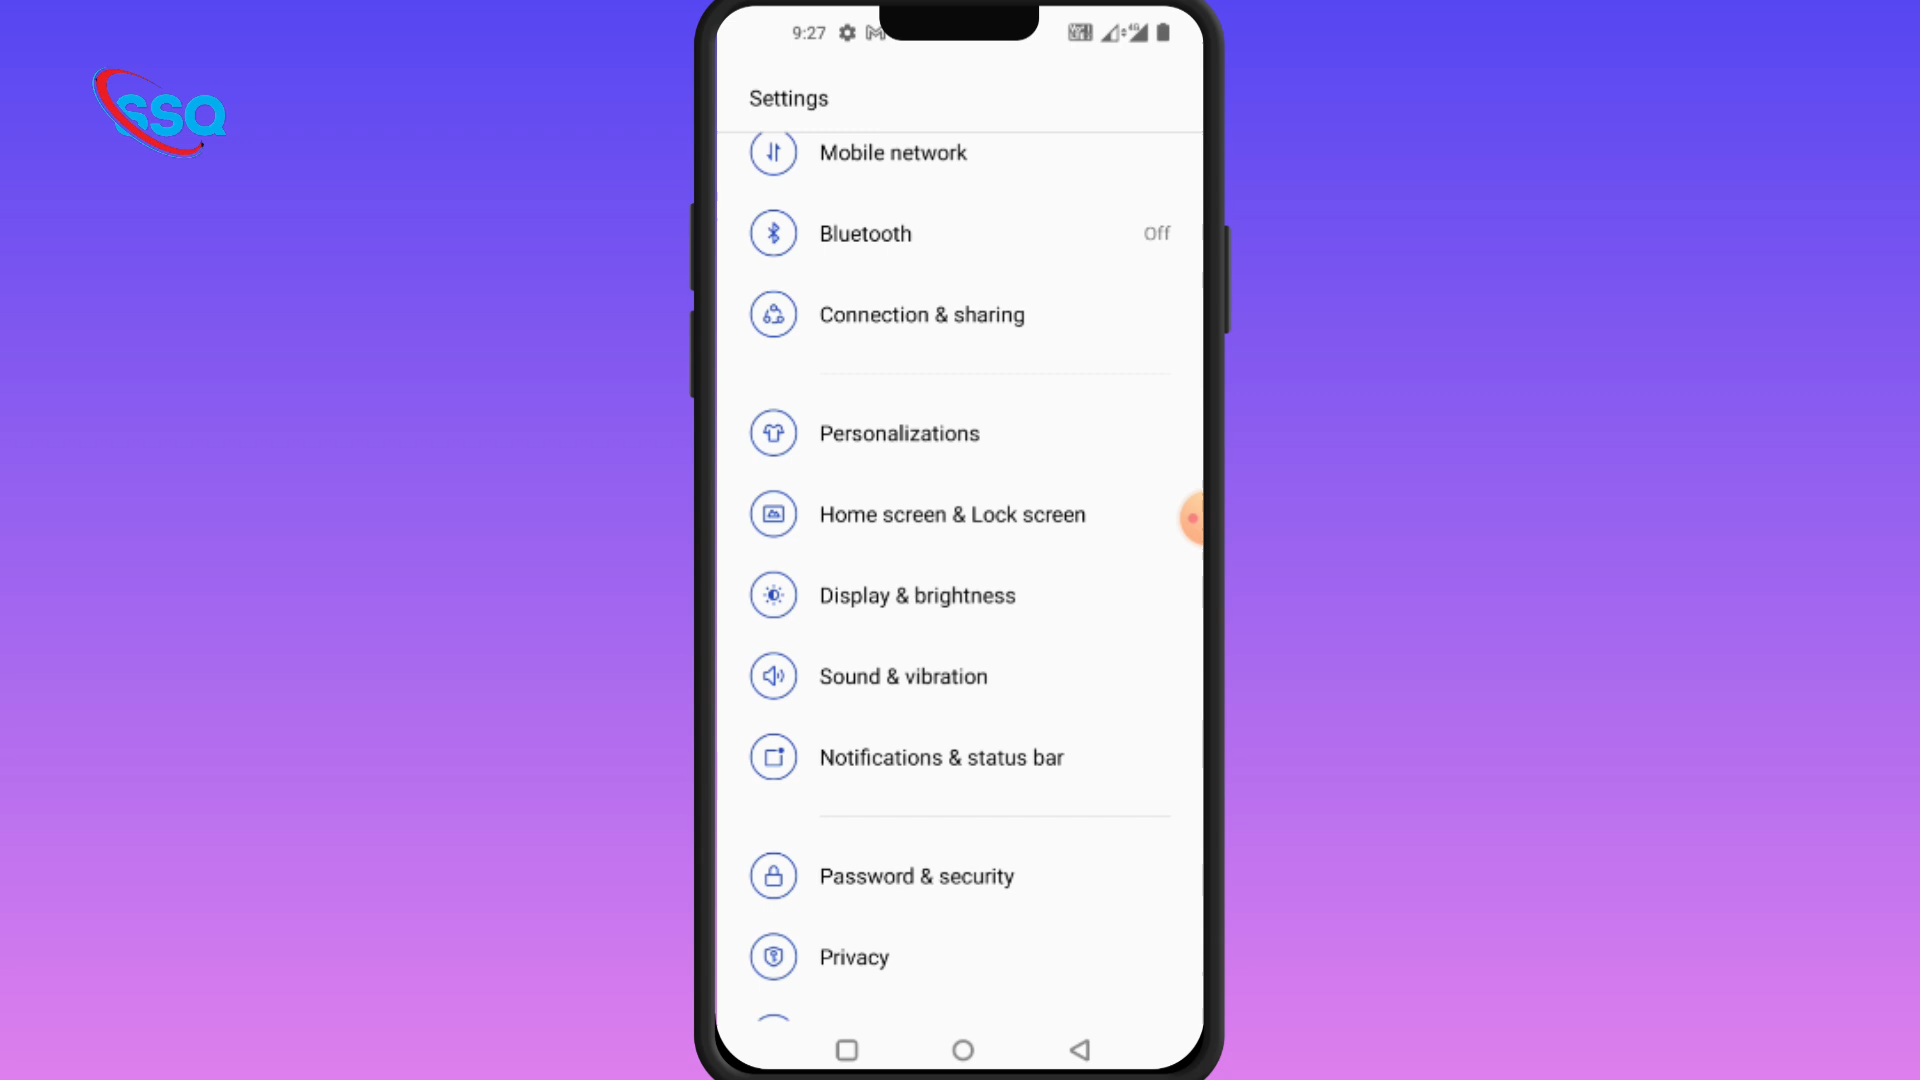 SSQ
9:27
4G
Settings
Mobile network
Bluetooth Off
Connection & sharing
Personalizations
Home screen & Lock screen
Display & brightness
Sound & vibration
Notifications & status bar
Password & security
Privacy